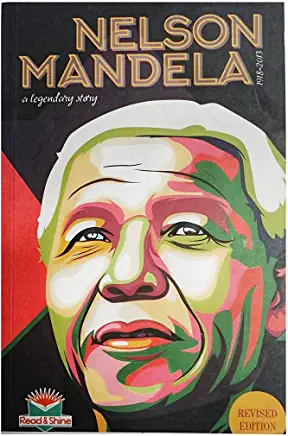 NELSON
MANDELA
1918-2013
a legendary story
Read & Shine
REVISED
EDITION